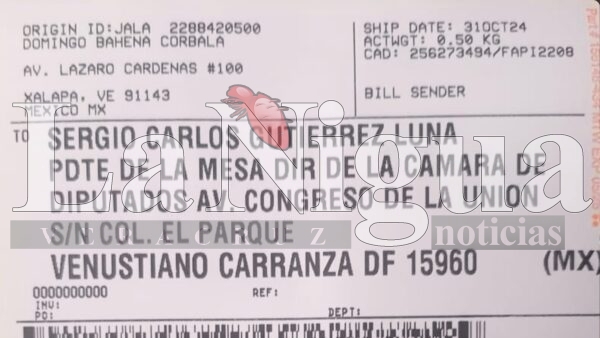 ORIGIN ID:JALA 2288420500
DOMINGO BAHENA CORBALA
AV. LAZARO CARDENAS #100
XALAPA, VE 91143
MEXICO MX
SHIP DATE: 31OCT24
ACTWGT: 0.50 KG
CAD: 256273494/FAPI2208
BILL SENDER
TO SERGIO CARLOS GUTIERREZ LUNA
PDTE DE LA MESA DIR DE LA CAMARA DE
DIPUTADOS AV. CONGRESO DE LA UNION
S/N COL. EL PARQUE
VENUSTIANO CARRANZA DF 15960 (MX)
0000000000 REF:
INV:
PO: DEPT:
LaNigua
VERACRUZ noticias